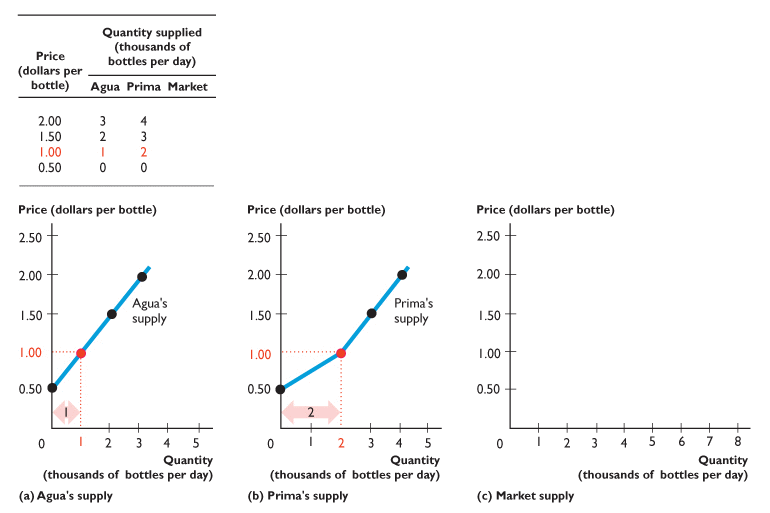 Quantity supplied
(thousands of
bottles per day)
Price
(dollars per
bottle)
Agua Prima Market
2.00 3 4
1.50 2 3
1.00 1 2
0.50 0 0
Price (dollars per bottle)
2.50
2.00
1.50
1.00
0.50
Agua's
supply
1
0 1 2 3 4 5
Quantity
(thousands of bottles per day)
(a) Agua's supply
Price (dollars per bottle)
2.50
2.00
1.50
1.00
0.50
Prima's
supply
2
0 1 2 3 4 5
Quantity
(thousands of bottles per day)
(b) Prima's supply
Price (dollars per bottle)
2.50
2.00
1.50
1.00
0.50
0 1 2 3 4 5 6 7 8
Quantity
(thousands of bottles per day)
(c) Market supply